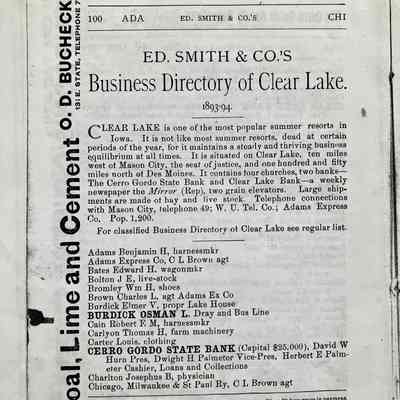 100 ADA ED. SMITH & CO.'S CHI
ED. SMITH & CO.'S
Business Directory of Clear Lake.
1893-94.
CLEAR LAKE is one of the most popular summer resorts in
Iowa. It is not like most summer resorts, dead at certain
periods of the year, for it maintains a steady and thriving business
equilibrium at all times. It is situated on Clear Lake, ten miles
west of Mason City, the seat of justice, and one hundred and fifty
miles north of Des Moines. It contains four churches, two banks—
The Cerro Gordo State Bank and Clear Lake Bank—a weekly
newspaper the Mirror (Rep), two grain elevators. Large ship-
ments are made of hay and live stock. Telephone connections
with Mason City, telephone 49; W. U. Tel. Co.; Adams Express
Co. Pop. 1,200.
For classified Business Directory of Clear Lake see regular list.
Adams Benjamin H, harnessmkr
Adams Express Co, C L Brown agt
Bates Edward H, wagonmkr
Bolton J E, live-stock
Bromley Wm H, shoes
Brown Charles L, agt Adams Ex Co
Burdick Elmer V, propr Lake House
BURDICK OSMAN L. Dray and Bus Line
Cain Robert F M, harnessmkr
Carlyon Thomas H, farm machinery
Carter Louis, clothing
CERRO GORDO STATE BANK (Capital $25,000), David W
Hurn Pres, Dwight H Palmeter Vice-Pres, Herbert E Palm-
eter Cashier, Loans and Collections
Charlton Josephus B, physician
Chicago, Milwaukee & St Paul Ry, C L Brown agt
oal, Lime and Cement O. D. BUCHECK
131 E. STATE, TELEPHONE 7